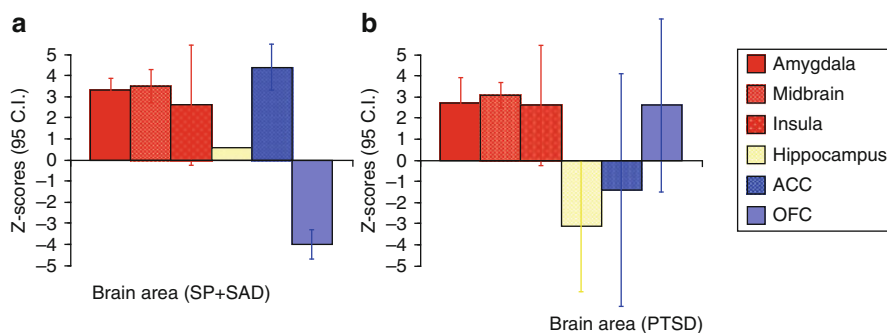 a
Z-scores (95 C.I.)
5
4
3
2
1
0
–1
–2
–3
–4
–5
Brain area (SP+SAD)
b
Z-scores (95 C.I.)
5
4
3
2
1
0
–1
–2
–3
–4
–5
Brain area (PTSD)
Amygdala
Midbrain
Insula
Hippocampus
ACC
OFC